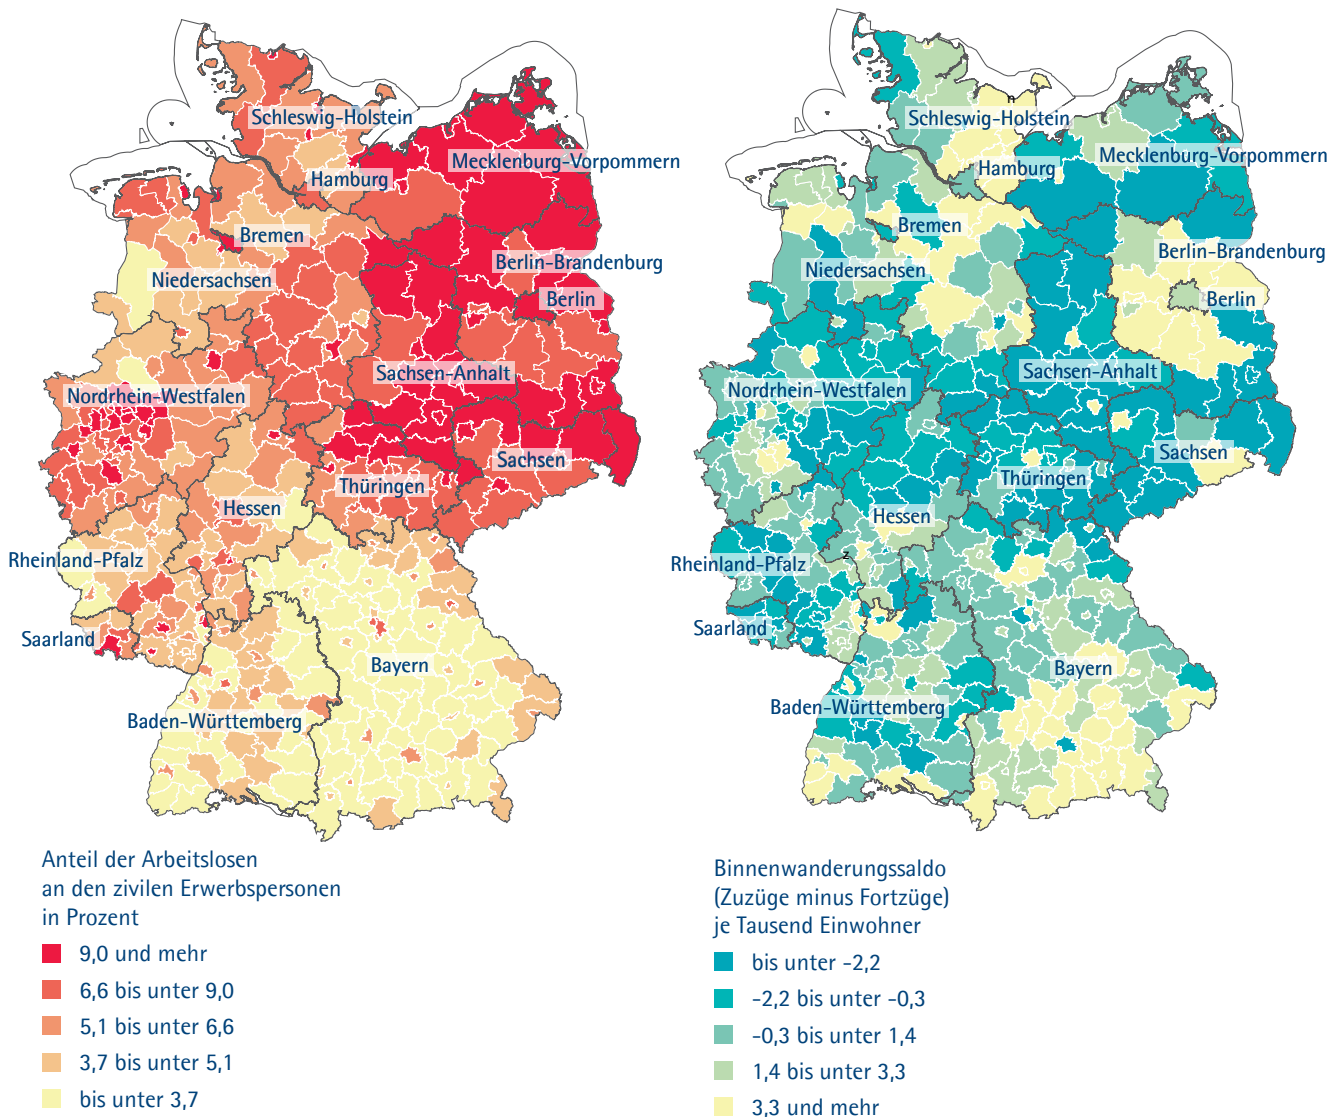 Schleswig-Holstein
Mecklenburg-Vorpommern
Hamburg
Bremen
Berlin-Brandenburg
Niedersachsen
Berlin
Sachsen-Anhalt
Nordrhein-Westfalen
Sachsen
Thüringen
Hessen
Rheinland-Pfalz
Saarland
Bayern
Baden-Württemberg
Anteil der Arbeitslosen
an den zivilen Erwerbspersonen
in Prozent
9,0 und mehr
6,6 bis unter 9,0
5,1 bis unter 6,6
3,7 bis unter 5,1
bis unter 3,7
n
Schleswig-Holstein
Mecklenburg-Vorpommern
Hamburg
Bremen
Berlin-Brandenburg
Niedersachsen
Berlin
Sachsen-Anhalt
Nordrhein-Westfalen
Sachsen
Thüringen
Hessen
z
Rheinland-Pfalz
Saarland
Bayern
Baden-Württemberg
Binnenwanderungssaldo
(Zuzüge minus Fortzüge)
je Tausend Einwohner
bis unter -2,2
-2,2 bis unter -0,3
-0,3 bis unter 1,4
1,4 bis unter 3,3
3,3 und mehr